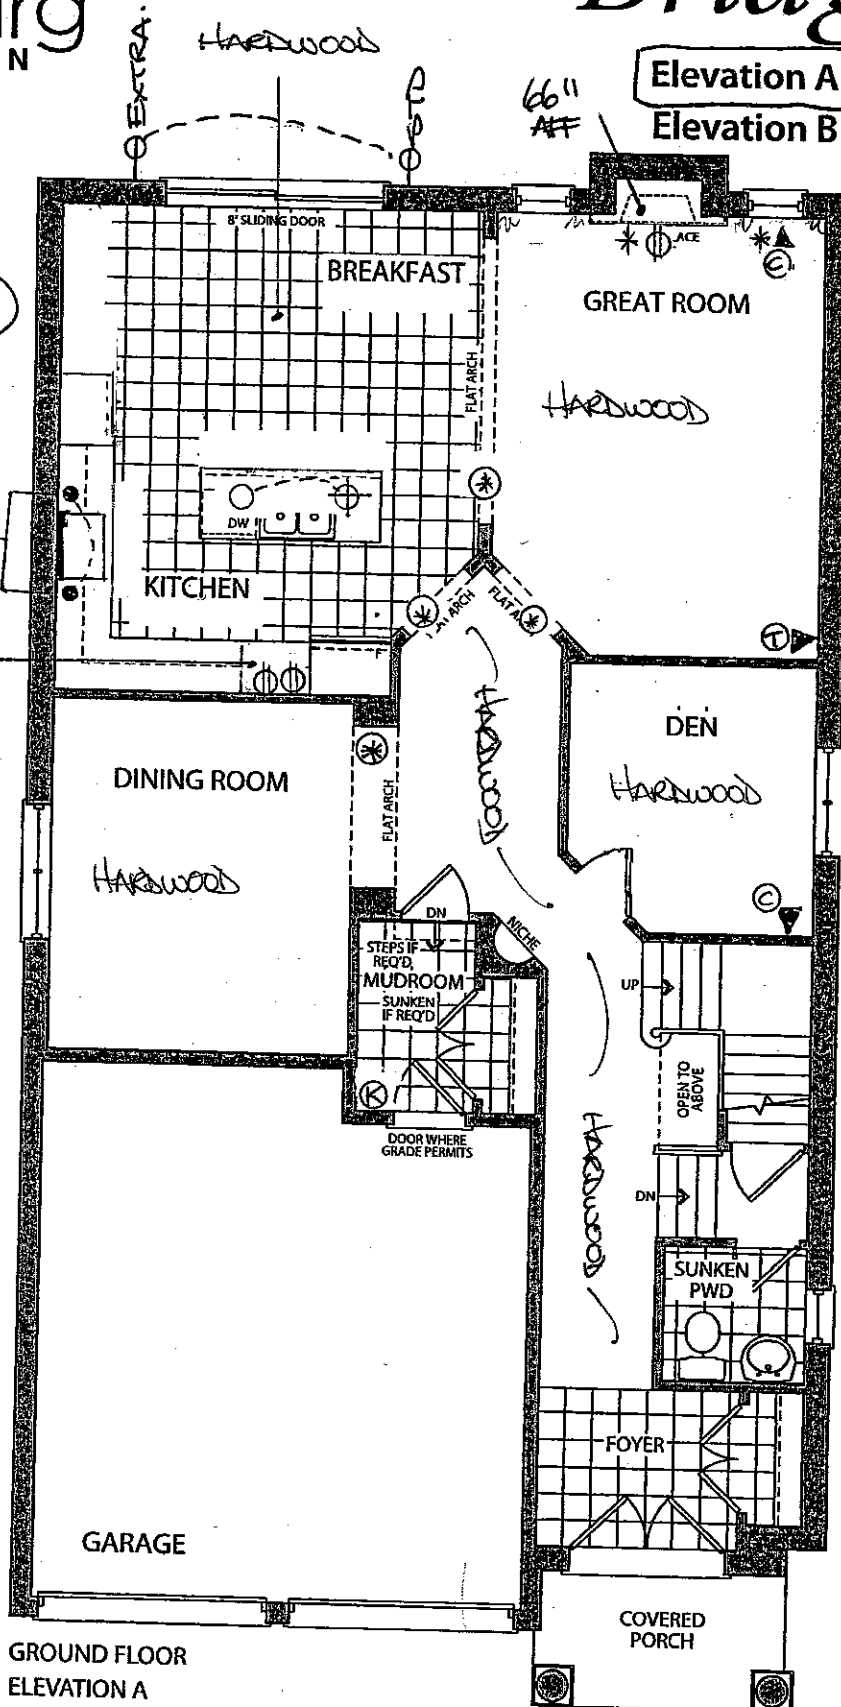 N
EXTRA.
HARDWOOD
STD
66"
AFF
Elevation A
Elevation B
8' SLIDING DOOR
BREAKFAST
ACE
C
GREAT ROOM
FLAT ARCH
HARDWOOD
DW
KITCHEN
FLAT ARCH
T
F
HARDWOOD
DEN
HARDWOOD
DINING ROOM
FLAT ARCH
HARDWOOD
C
DN
NICHE
STEPS IF
REQ'D
MUDROOM
SUNKEN
IF REQ'D
UP
OPEN TO
ABOVE
K
DOOR WHERE
GRADE PERMITS
HARDWOOD
DN
SUNKEN
PWD
FOYER
GARAGE
COVERED
PORCH
GROUND FLOOR
ELEVATION A